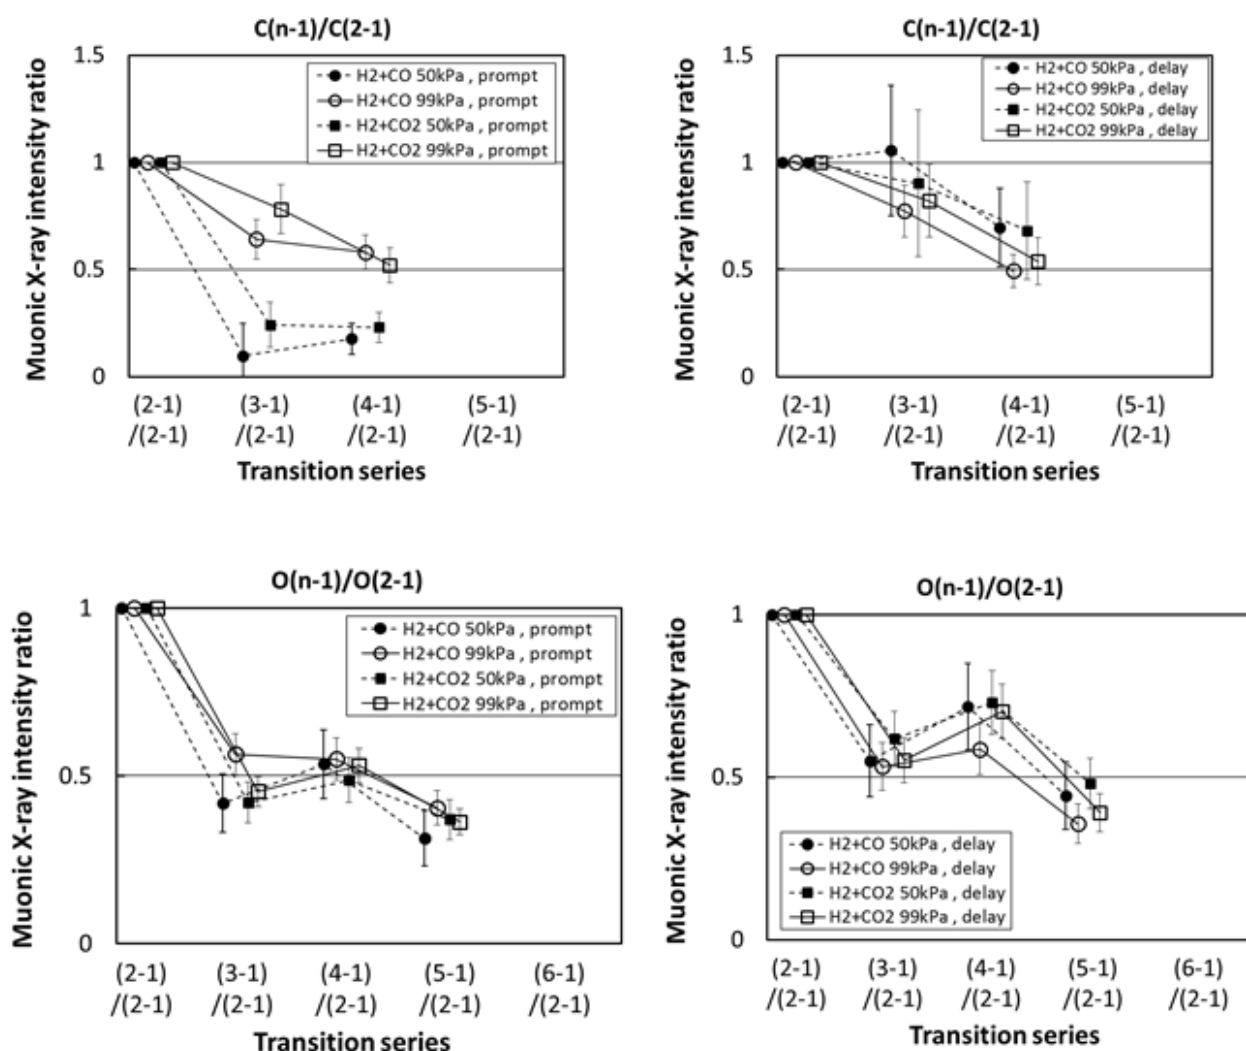 C(n-1)/C(2-1)
Muonic X-ray intensity ratio
1.5
1
0.5
0
H2+CO 50kPa , prompt
H2+CO 99kPa , prompt
H2+CO2 50kPa , prompt
H2+CO2 99kPa , prompt
(2-1) (3-1) (4-1) (5-1)
/(2-1) /(2-1) /(2-1) /(2-1)
Transition series
C(n-1)/C(2-1)
Muonic X-ray intensity ratio
1.5
1
0.5
0
H2+CO 50kPa , delay
H2+CO 99kPa , delay
H2+CO2 50kPa , delay
H2+CO2 99kPa , delay
(2-1) (3-1) (4-1) (5-1)
/(2-1) /(2-1) /(2-1) /(2-1)
Transition series
O(n-1)/O(2-1)
Muonic X-ray intensity ratio
1
0.5
0
H2+CO 50kPa , prompt
H2+CO 99kPa , prompt
H2+CO2 50kPa , prompt
H2+CO2 99kPa , prompt
(2-1) (3-1) (4-1) (5-1) (6-1)
/(2-1) /(2-1) /(2-1) /(2-1) /(2-1)
Transition series
O(n-1)/O(2-1)
Muonic X-ray intensity ratio
1
0.5
0
H2+CO 50kPa , delay
H2+CO 99kPa , delay
H2+CO2 50kPa , delay
H2+CO2 99kPa , delay
(2-1) (3-1) (4-1) (5-1) (6-1)
/(2-1) /(2-1) /(2-1) /(2-1) /(2-1)
Transition series